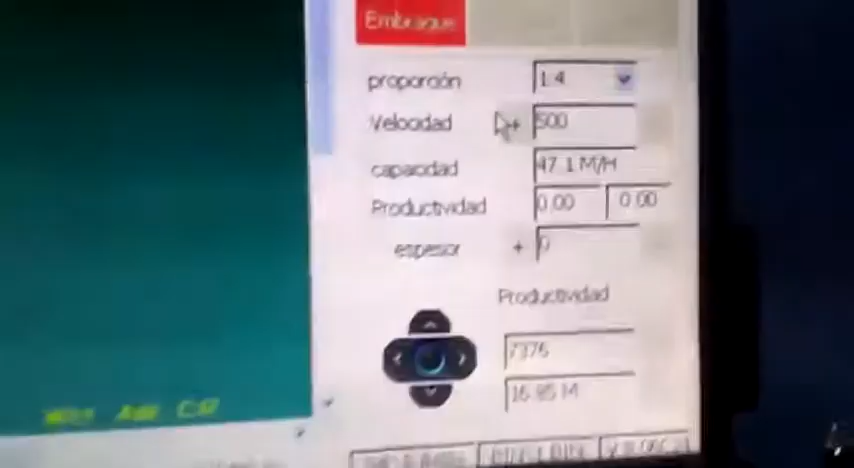 Embrague
proporción 1:4
Velocidad + 500
capacidad 47.1 M/H
Productividad 0.00 0.00
espesor + 0
Productividad
7376
16.85 M